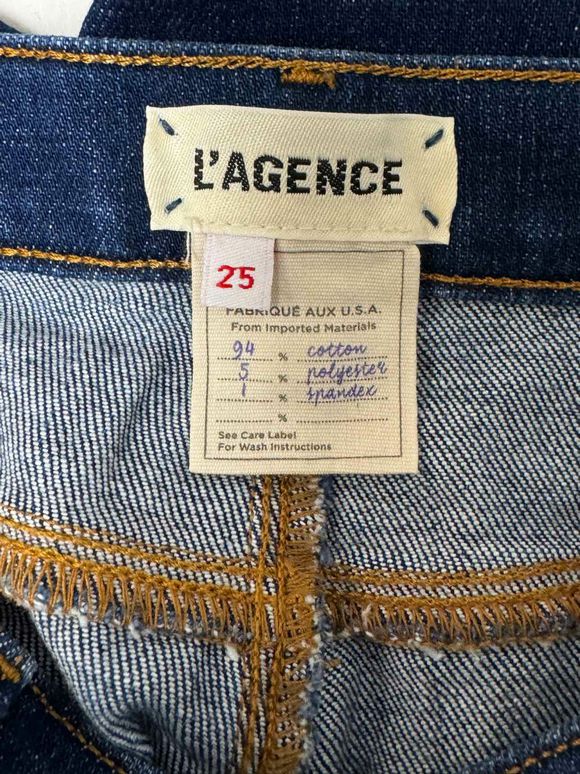 L'AGENCE
25
FABRIQUÉ AUX U.S.A.
From Imported Materials
94 % cotton
5 % polyester
1 % spandex
%
See Care Label
For Wash Instructions